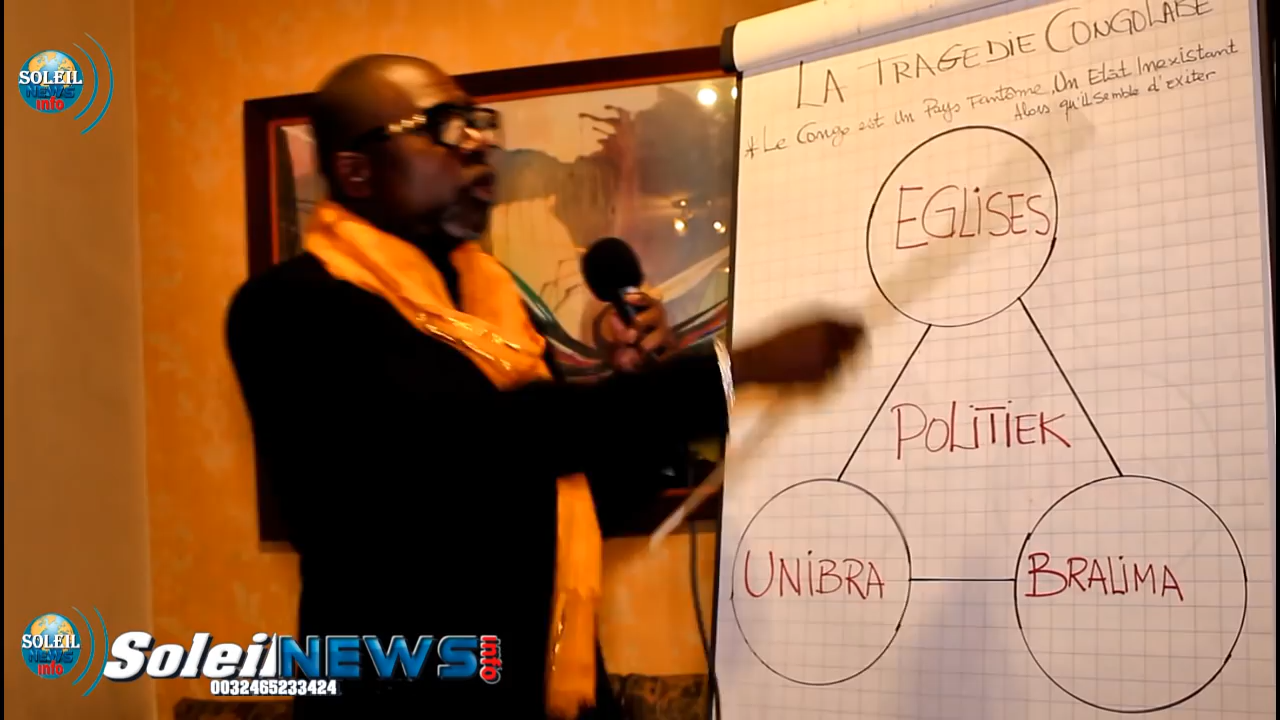 SOLEIL
NEWS
info
LA TRAGEDIE CONGOLAISE
*Le Congo est un Pays Fantôme, Un Etat Inexistant
Alors qu'il semble d'exiter
EGLISES
POLITIEK
UNIBRA
BRALIMA
SOLEIL
NEWS
info
SoleilNEWS info
0032465233424